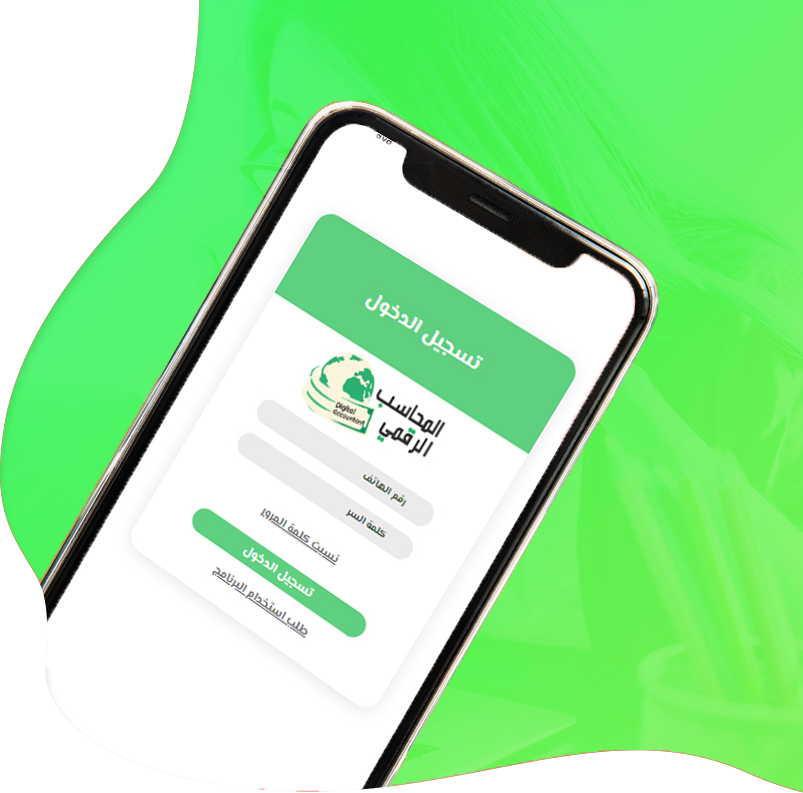 تسجيل الدخول
المحاسب
الرقمي
Digital
Accountant
رقم الهاتف
كلمة السر
نسيت كلمة المرور
تسجيل الدخول
طلب استخدام البرنامج